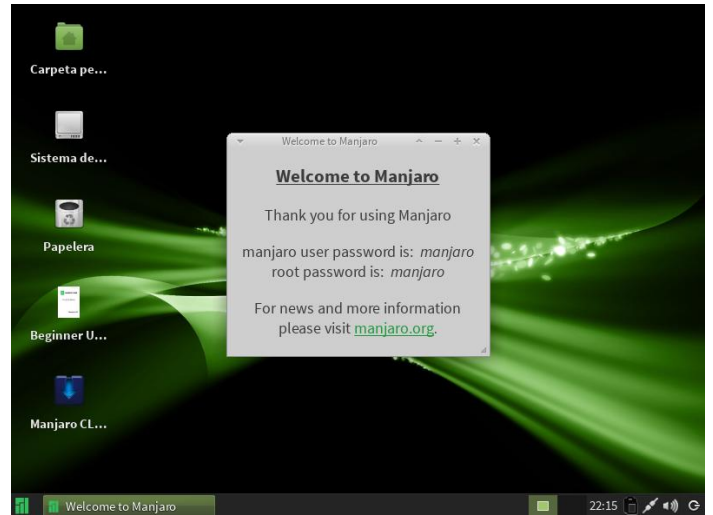 Carpeta pe...
Sistema de...
Papelera
Beginner U...
Manjaro CL...
Welcome to Manjaro
Welcome to Manjaro
Thank you for using Manjaro
manjaro user password is: manjaro
root password is: manjaro
For news and more information
please visit manjaro.org.
Welcome to Manjaro
22:15